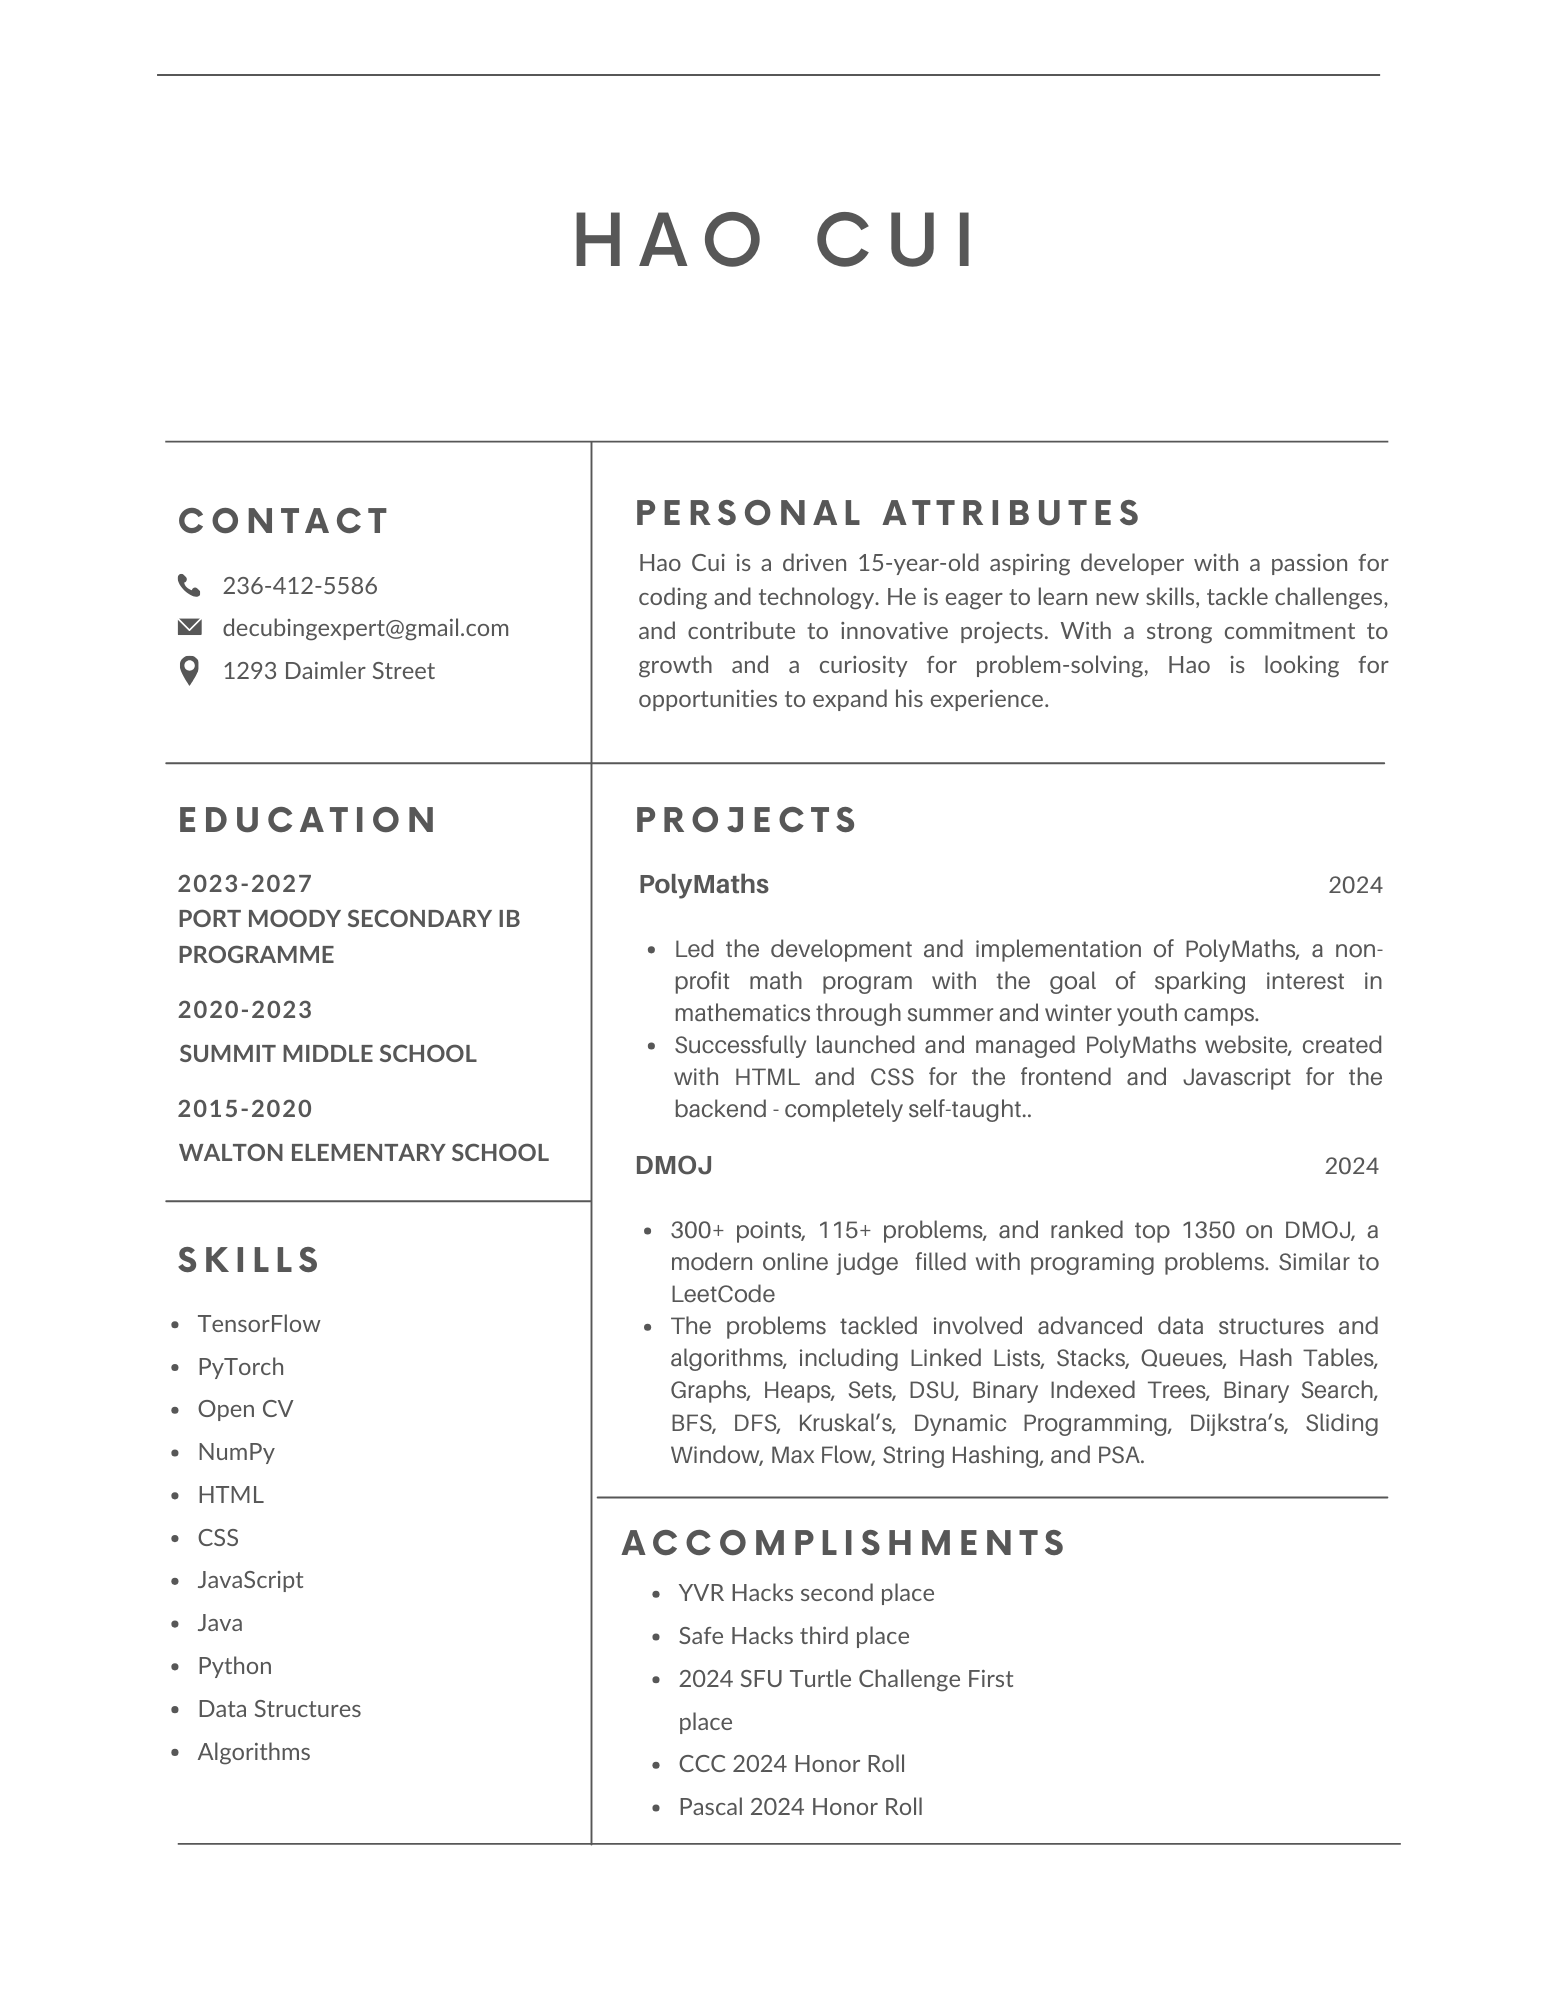 HAO CUI
CONTACT
236-412-5586
decubingexpert@gmail.com
1293 Daimler Street
PERSONAL ATTRIBUTES
Hao Cui is a driven 15-year-old aspiring developer with a passion for
coding and technology. He is eager to learn new skills, tackle challenges,
and contribute to innovative projects. With a strong commitment to
growth and a curiosity for problem-solving, Hao is looking for
opportunities to expand his experience.
EDUCATION
2023-2027
PORT MOODY SECONDARY IB
PROGRAMME
2020-2023
SUMMIT MIDDLE SCHOOL
2015-2020
WALTON ELEMENTARY SCHOOL
SKILLS
• TensorFlow
• PyTorch
• Open CV
• NumPy
• HTML
• CSS
• JavaScript
• Java
• Python
• Data Structures
• Algorithms
PROJECTS
PolyMaths 2024
• Led the development and implementation of PolyMaths, a non-
profit math program with the goal of sparking interest in
mathematics through summer and winter youth camps.
• Successfully launched and managed PolyMaths website, created
with HTML and CSS for the frontend and Javascript for the
backend - completely self-taught..
DMOJ 2024
• 300+ points, 115+ problems, and ranked top 1350 on DMOJ, a
modern online judge  filled with programing problems. Similar to
LeetCode
• The problems tackled involved advanced data structures and
algorithms, including Linked Lists, Stacks, Queues, Hash Tables,
Graphs, Heaps, Sets, DSU, Binary Indexed Trees, Binary Search,
BFS, DFS, Kruskal’s, Dynamic Programming, Dijkstra’s, Sliding
Window, Max Flow, String Hashing, and PSA.
ACCOMPLISHMENTS
• YVR Hacks second place
• Safe Hacks third place
• 2024 SFU Turtle Challenge First
place
• CCC 2024 Honor Roll
• Pascal 2024 Honor Roll